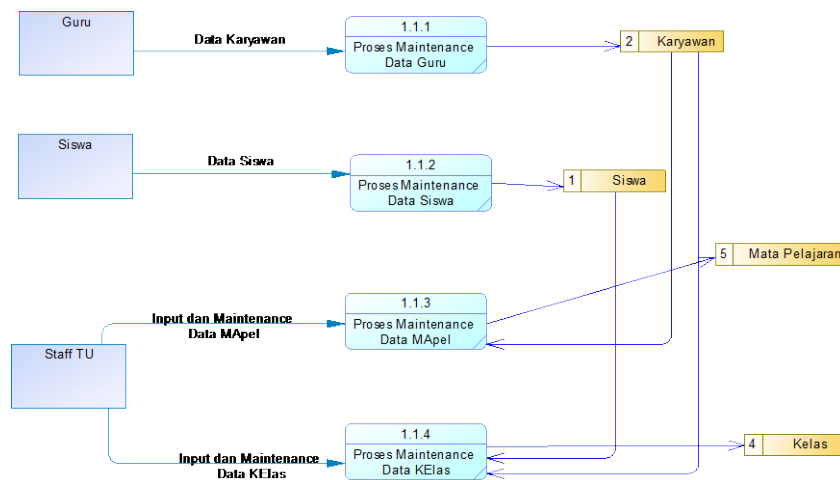 Guru
Data Karyawan
1.1.1
Proses Maintenance
Data Guru
2 Karyawan
Siswa
Data Siswa
1.1.2
Proses Maintenance
Data Siswa
1 Siswa
5 Mata Pelajaran
Input dan Maintenance
Data MApel
1.1.3
Proses Maintenance
Data MApel
Staff TU
Input dan Maintenance
Data KElas
1.1.4
Proses Maintenance
Data KElas
4 Kelas